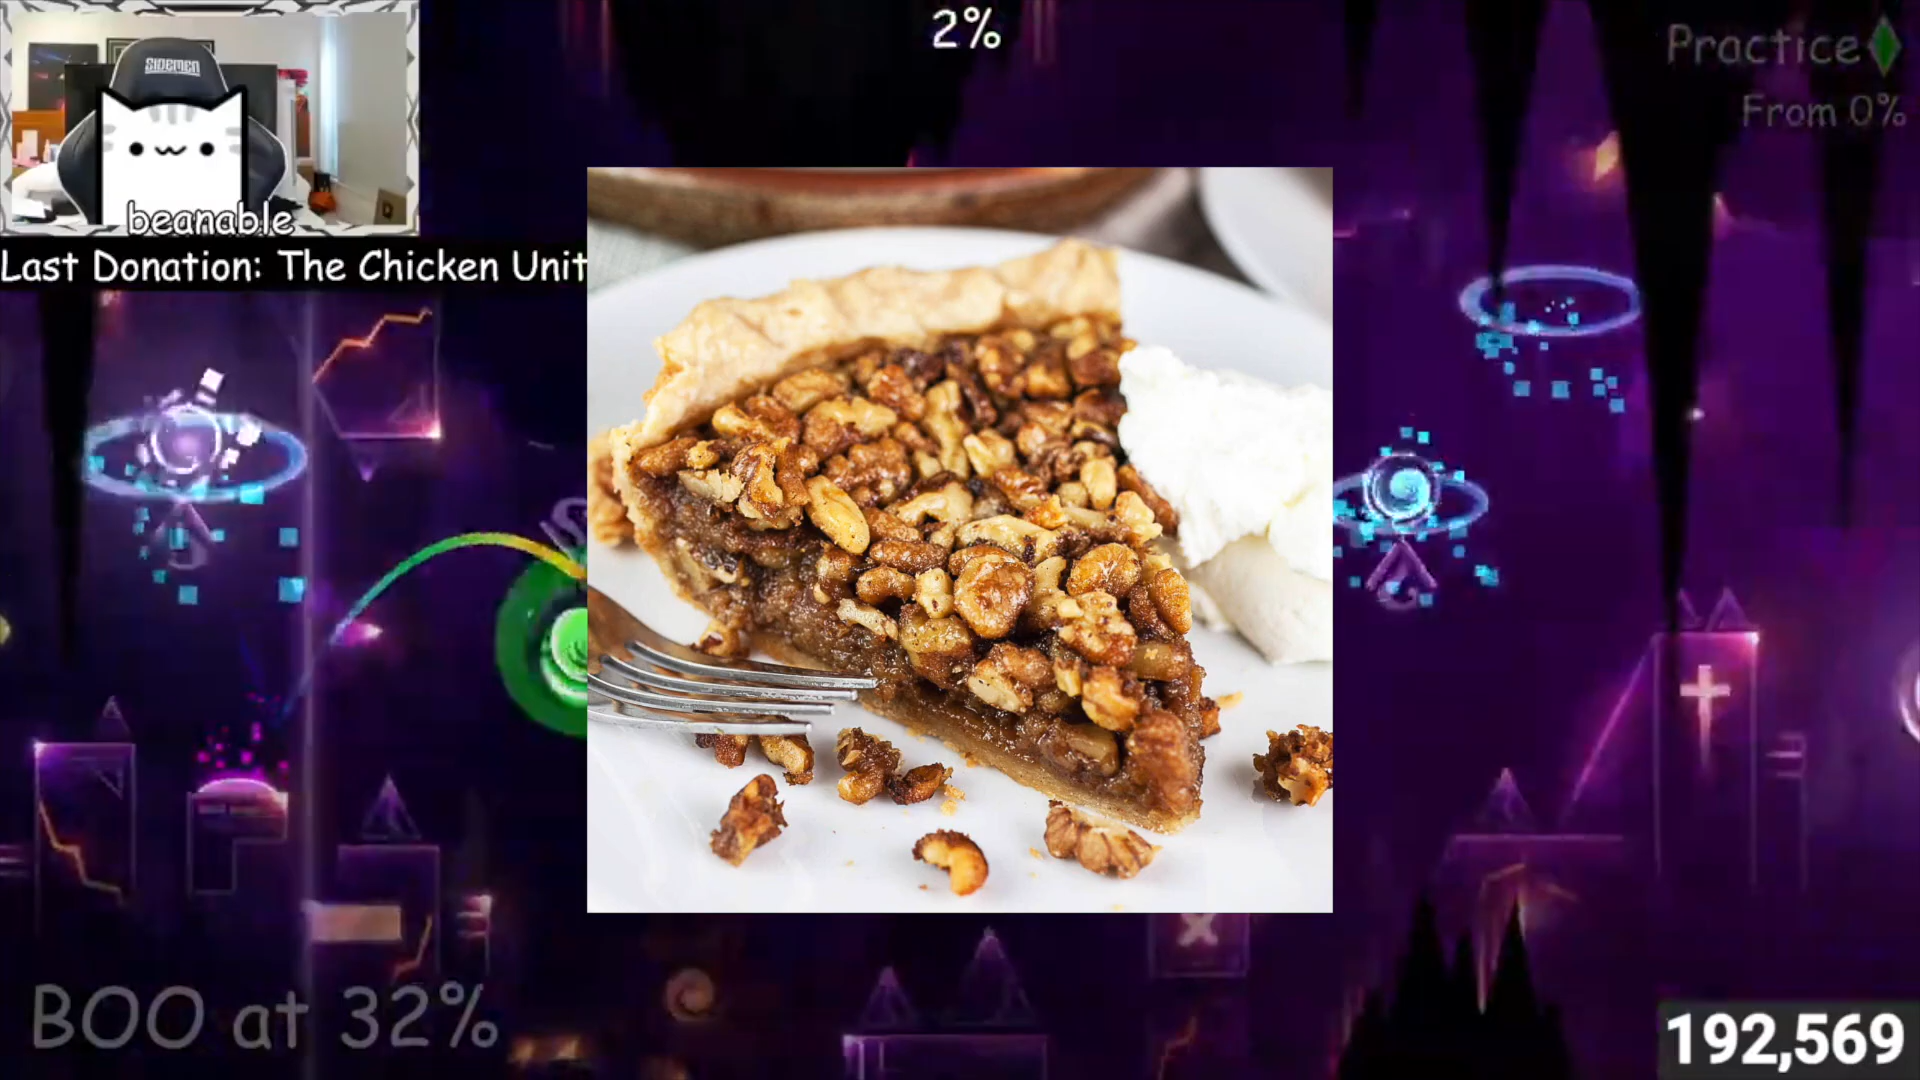 2%
Practice
From 0%
SIDEMEN
beanable
Last Donation: The Chicken Unit
BOO at 32%
192,569